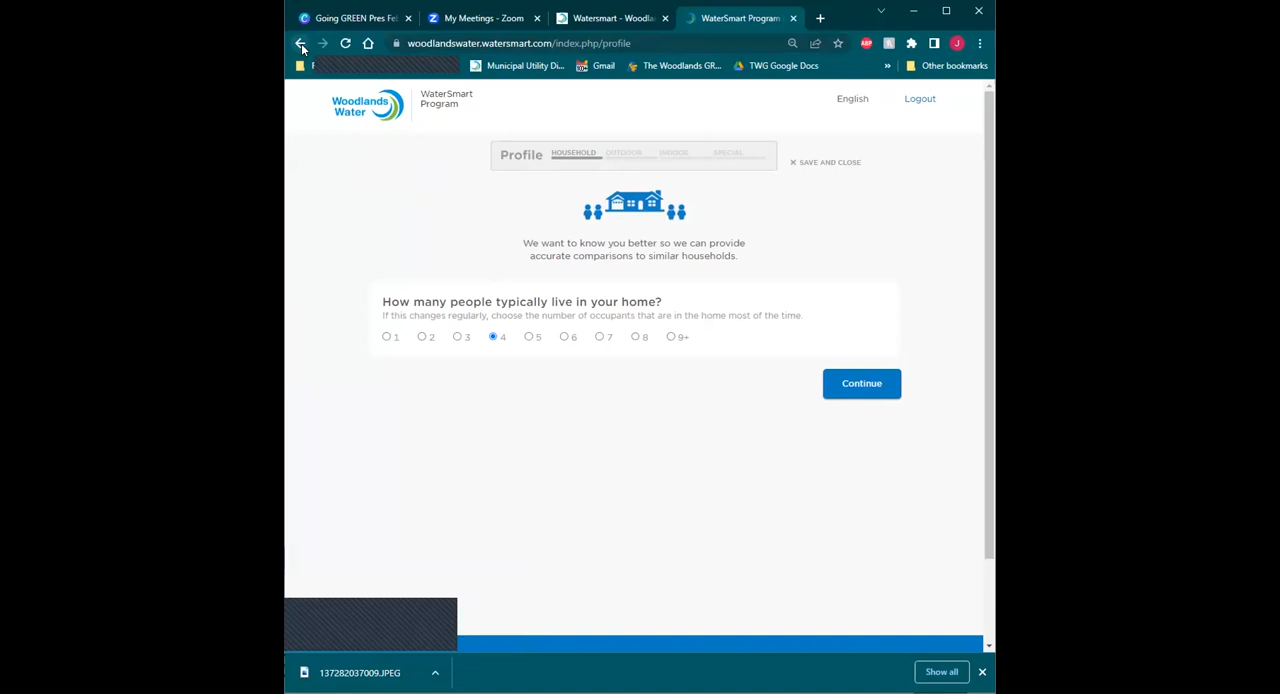 Going GREEN Pres Fel
My Meetings - Zoom
Watersmart - Woodla
WaterSmart Program
woodlandswater.watersmart.com/index.php/profile
Municipal Utility Di...
Gmail
The Woodlands GR...
TWG Google Docs
»
Other bookmarks
ABP
J
Woodlands
Water
WaterSmart
Program
English
Logout
Profile
HOUSEHOLD
OUTDOOR
INDOOR
SPECIAL
× SAVE AND CLOSE
We want to know you better so we can provide
accurate comparisons to similar households.
How many people typically live in your home?
If this changes regularly, choose the number of occupants that are in the home most of the time.
1 2 3 4 5 6 7 8 9+
Continue
137282037009.JPEG
Show all